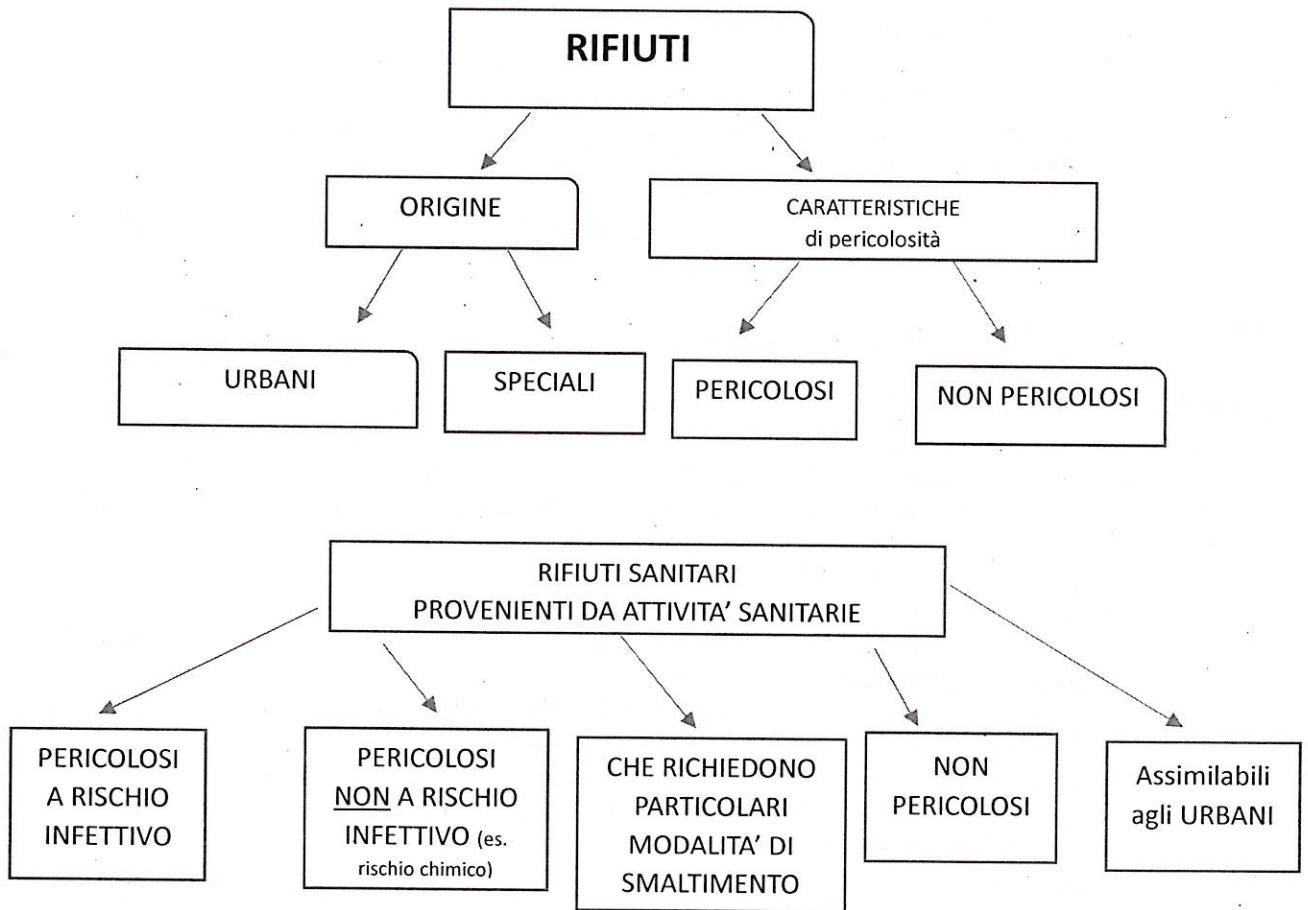 RIFIUTI
ORIGINE
CARATTERISTICHE
di pericolosità
URBANI
SPECIALI
PERICOLOSI
NON PERICOLOSI
RIFIUTI SANITARI
PROVENIENTI DA ATTIVITA’ SANITARIE
PERICOLOSI
A RISCHIO
INFETTIVO
PERICOLOSI
NON A RISCHIO
INFETTIVO (es.
rischio chimico)
CHE RICHIEDONO
PARTICOLARI
MODALITA’ DI
SMALTIMENTO
NON
PERICOLOSI
Assimilabili
agli URBANI